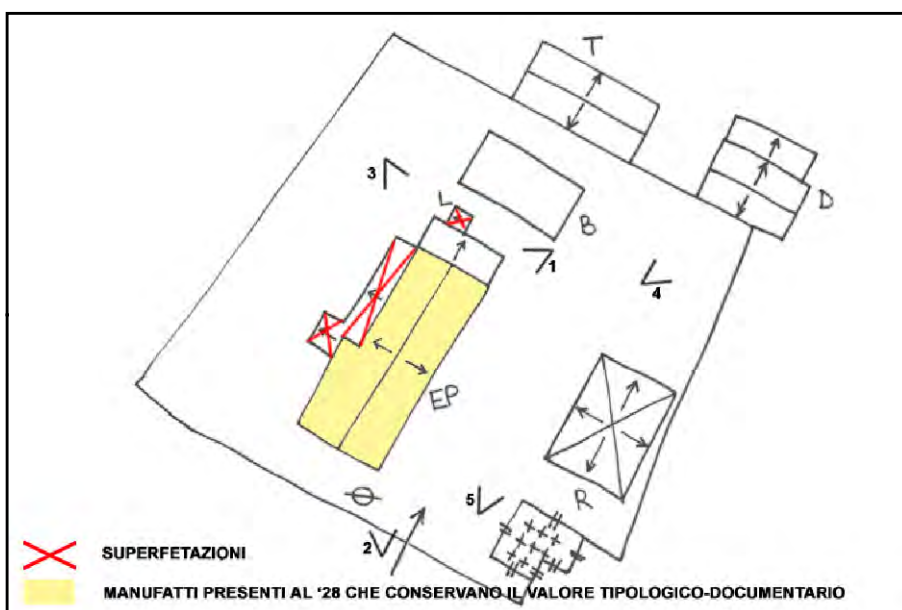 T
D
3
L
B
1
4
EP
R
5
2
SUPERFETAZIONI
MANUFATTI PRESENTI AL '28 CHE CONSERVANO IL VALORE TIPOLOGICO-DOCUMENTARIO